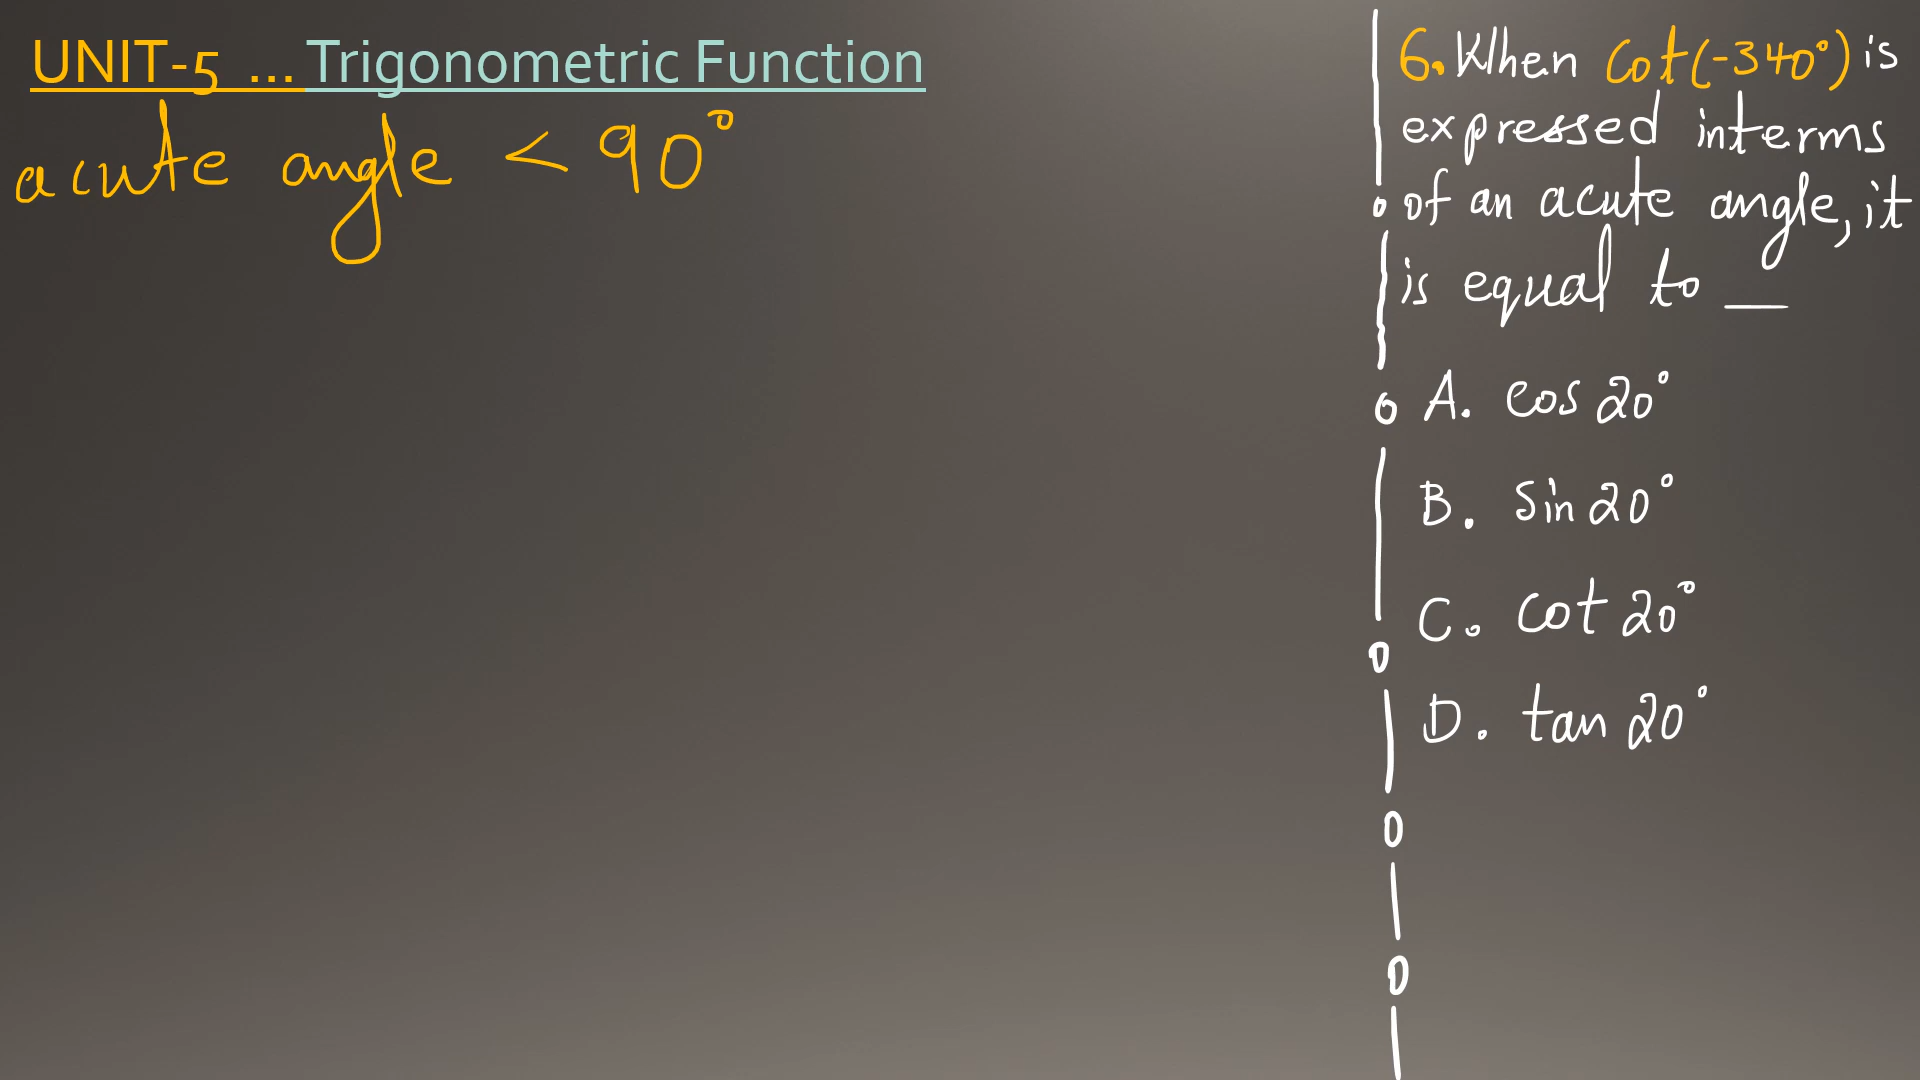 UNIT-5 ... Trigonometric Function
acute angle < 90°
6. When cot(-340°) is
expressed interms
of an acute angle, it
is equal to __
A. cos 20°
B. sin 20°
C. cot 20°
D. tan 20°